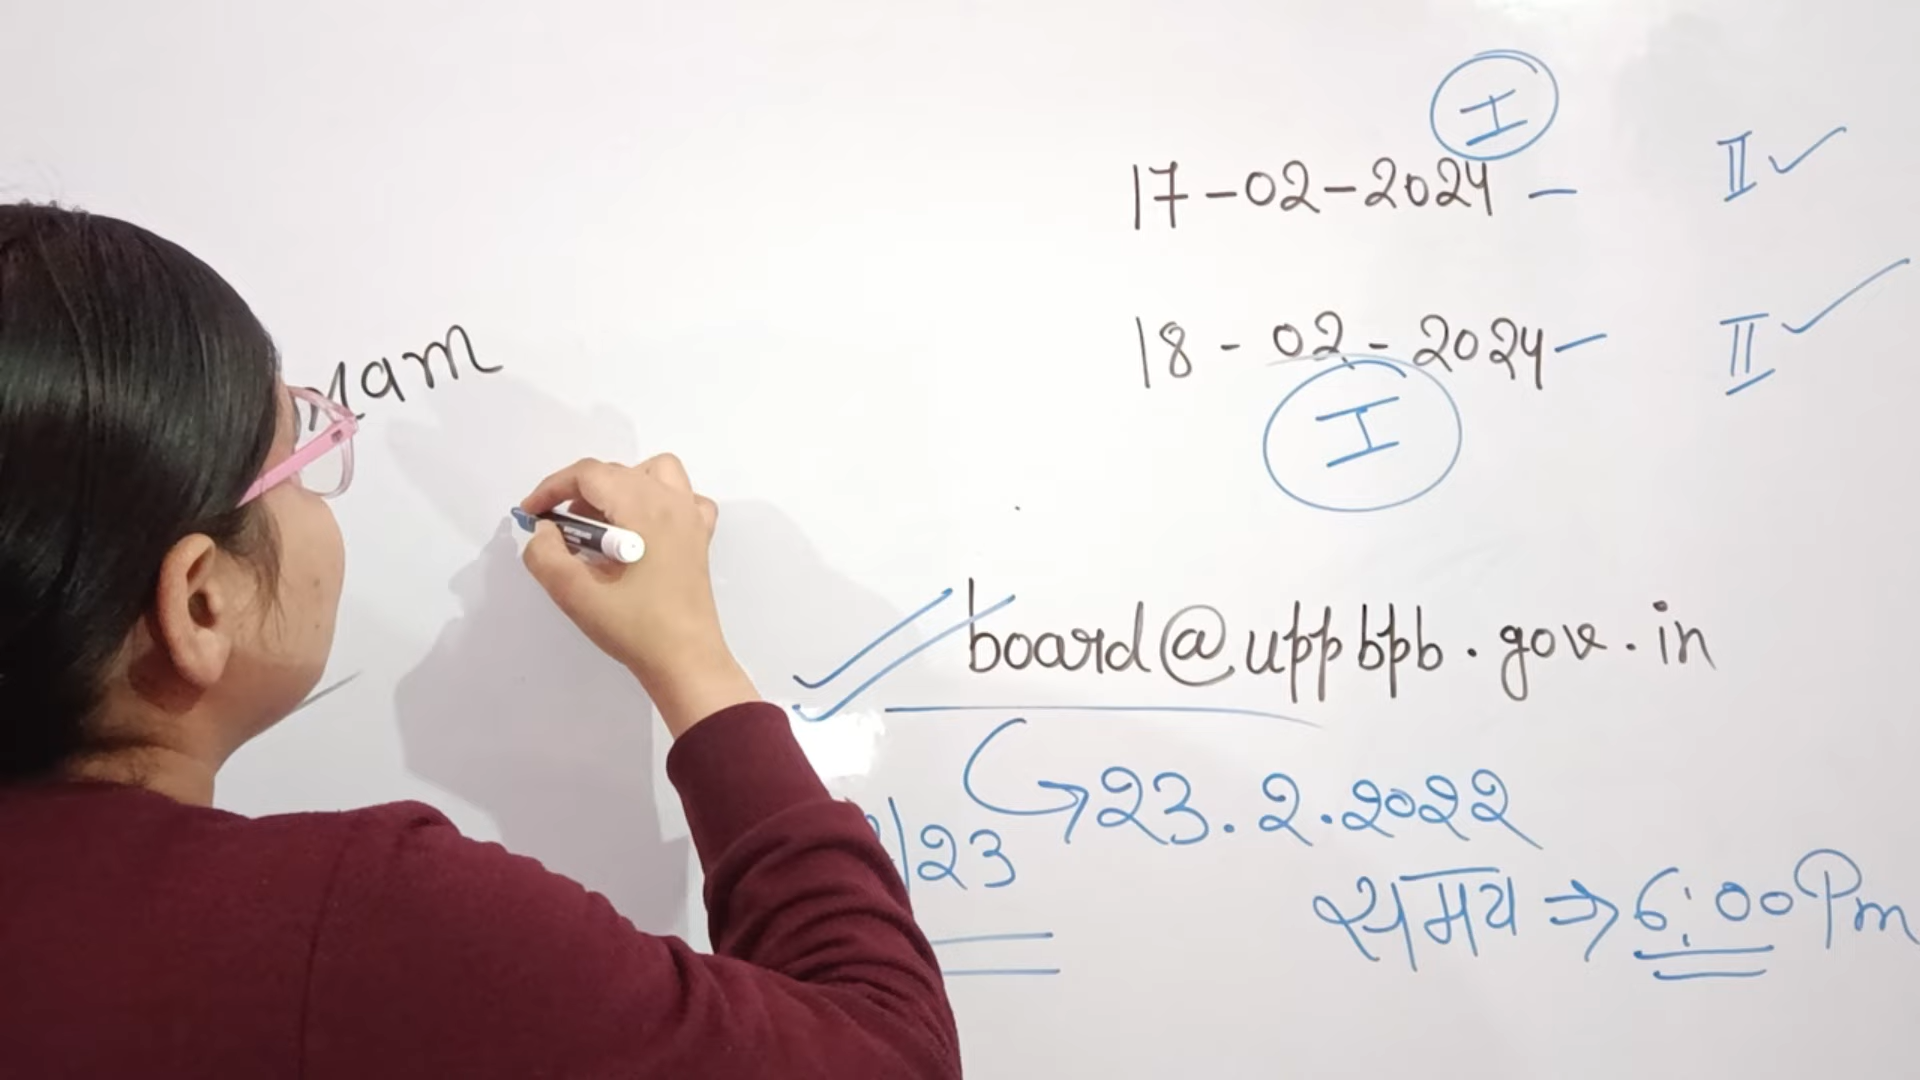 I
17-02-2024 - II
18-02-2024 - II
I
board@uppbpb.gov.in
23.2.2022
/23
समय ⇒ 6:00 Pm